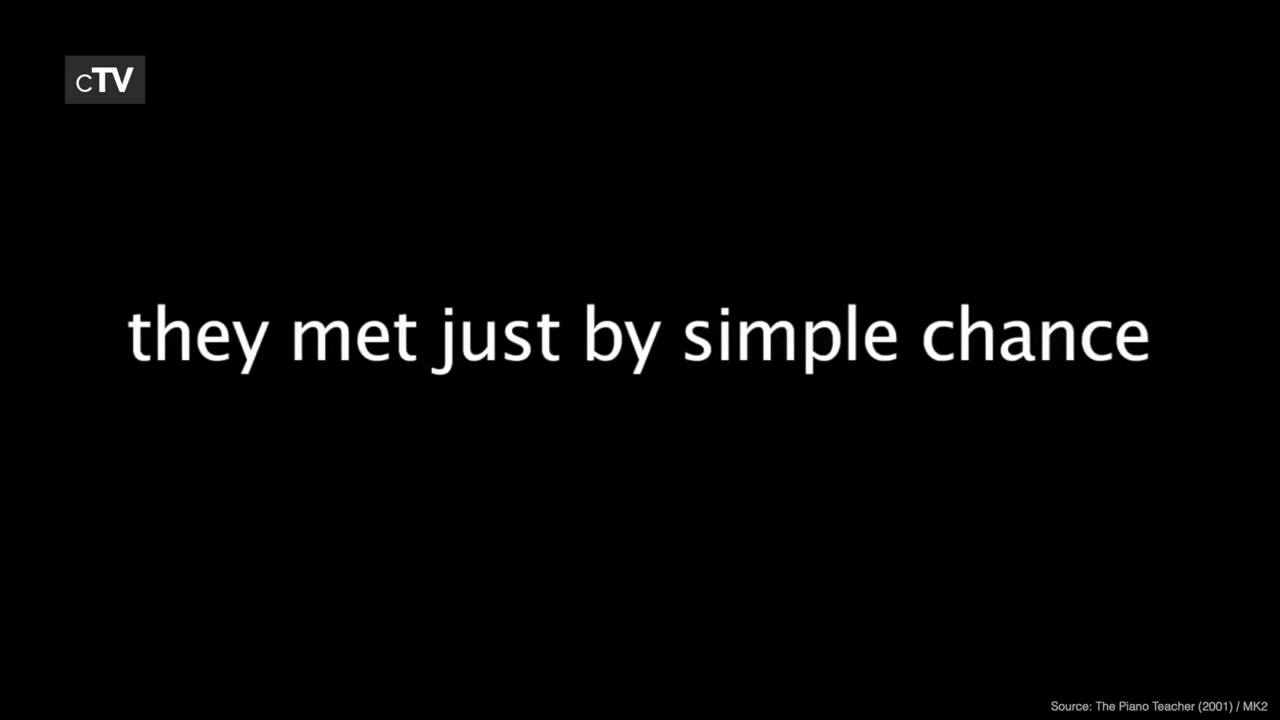 cTV
they met just by simple chance
Source: The Piano Teacher (2001) / MK2